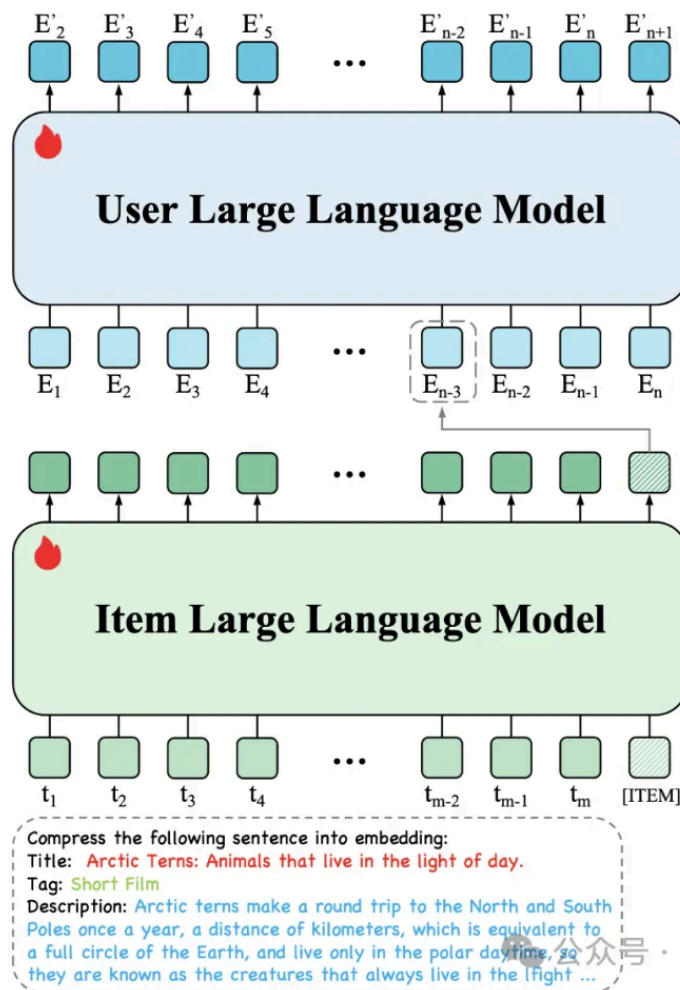 E'2 E'3 E'4 E'5 ... E'n-2 E'n-1 E'n E'n+1
User Large Language Model
...
E1 E2 E3 E4 En-3 En-2 En-1 En
...
Item Large Language Model
...
t1 t2 t3 t4 tm-2 tm-1 tm [ITEM]
Compress the following sentence into embedding:
Title: Arctic Terns: Animals that live in the light of day.
Tag: Short Film
Description: Arctic terns make a round trip to the North and South
Poles once a year, a distance of kilometers, which is equivalent to
a full circle of the Earth, and live only in the polar daytime, so
they are known as the creatures that always live in the lfight ...
公众号 ·